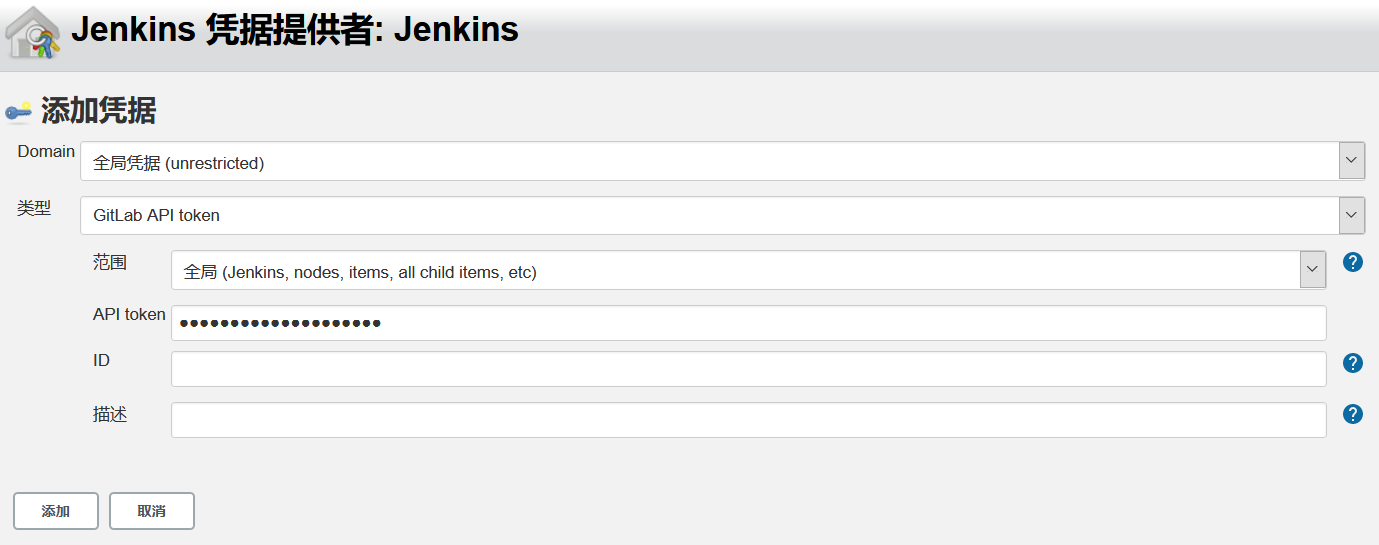 Jenkins 凭据提供者: Jenkins
添加凭据
Domain 全局凭据 (unrestricted)
类型 GitLab API token
范围 全局 (Jenkins, nodes, items, all child items, etc)
?
API token ●●●●●●●●●●●●●●●●●●●●
ID
?
描述
?
添加 取消